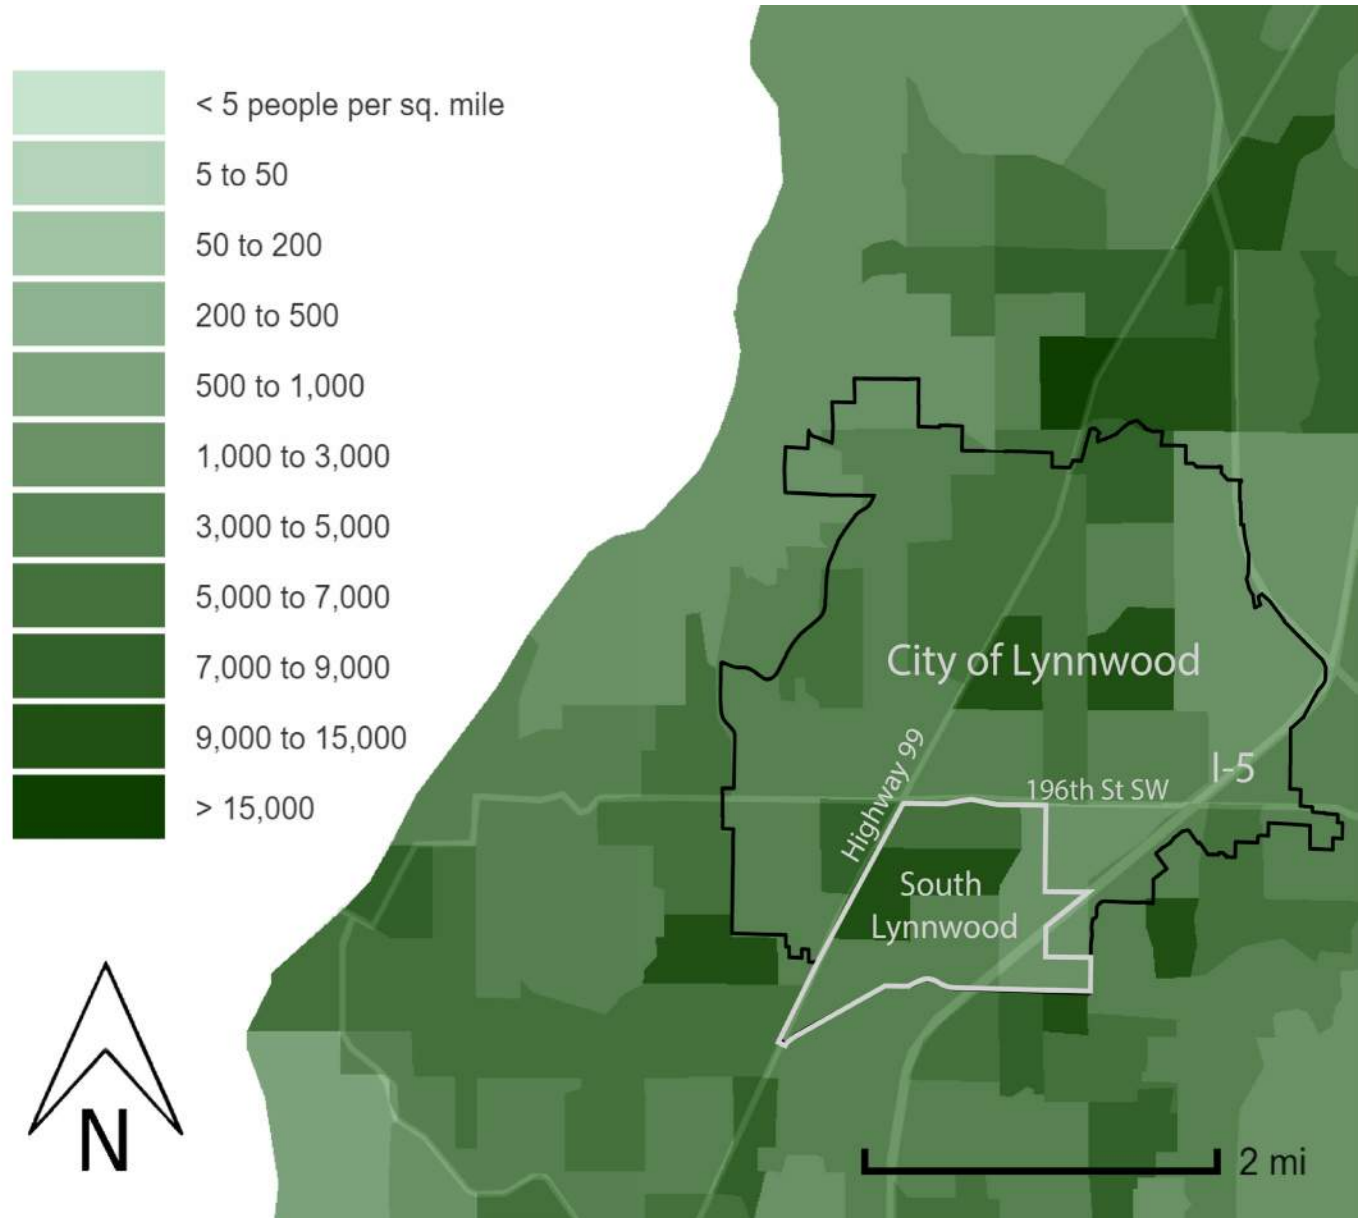 < 5 people per sq. mile
5 to 50
50 to 200
200 to 500
500 to 1,000
1,000 to 3,000
3,000 to 5,000
5,000 to 7,000
7,000 to 9,000
9,000 to 15,000
> 15,000
City of Lynnwood
Highway 99
I-5
196th St SW
South
Lynnwood
N
2 mi